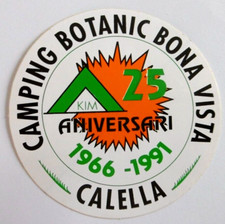 CAMPING BOTANIC BONA VISTA
25
KIM
ANIVERSARI
1966 - 1991
CALELLA